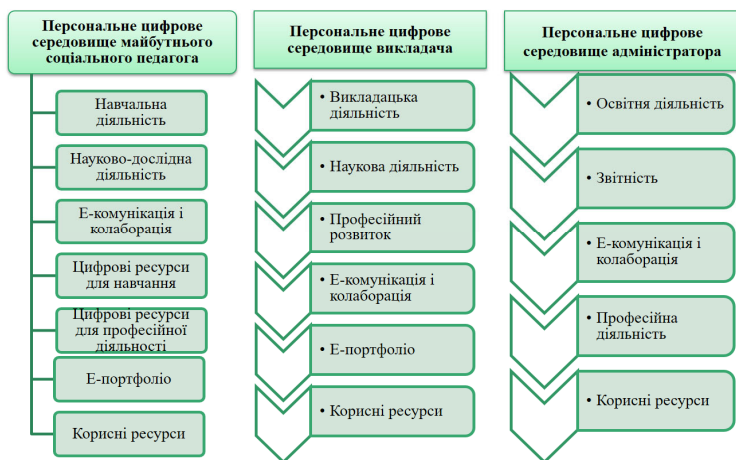 Персональне цифрове
середовище майбутнього
соціального педагога
Навчальна
діяльність
Науково-дослідна
діяльність
Е-комунікація і
колаборація
Цифрові ресурси
для навчання
Цифрові ресурси
для професійної
діяльності
Е-портфоліо
Корисні ресурси
Персональне цифрове
середовище викладача
• Викладацька
діяльність
• Наукова діяльність
• Професійний
розвиток
• Е-комунікація і
колаборація
• Е-портфоліо
• Корисні ресурси
Персональне цифрове
середовище адміністратора
• Освітня діяльність
• Звітність
• Е-комунікація і
колаборація
• Професійна
діяльність
• Корисні ресурси